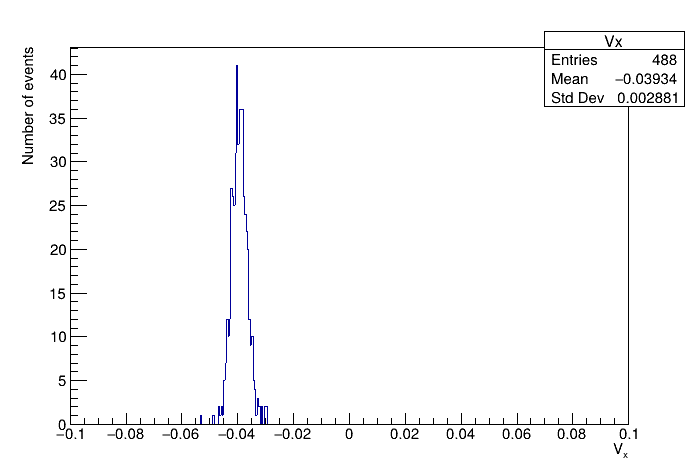 Vx
Entries 488
Mean −0.03934
Std Dev 0.002881
Number of events
40
35
30
25
20
15
10
5
0
−0.1 −0.08 −0.06 −0.04 −0.02 0 0.02 0.04 0.06 0.08 0.1
Vx